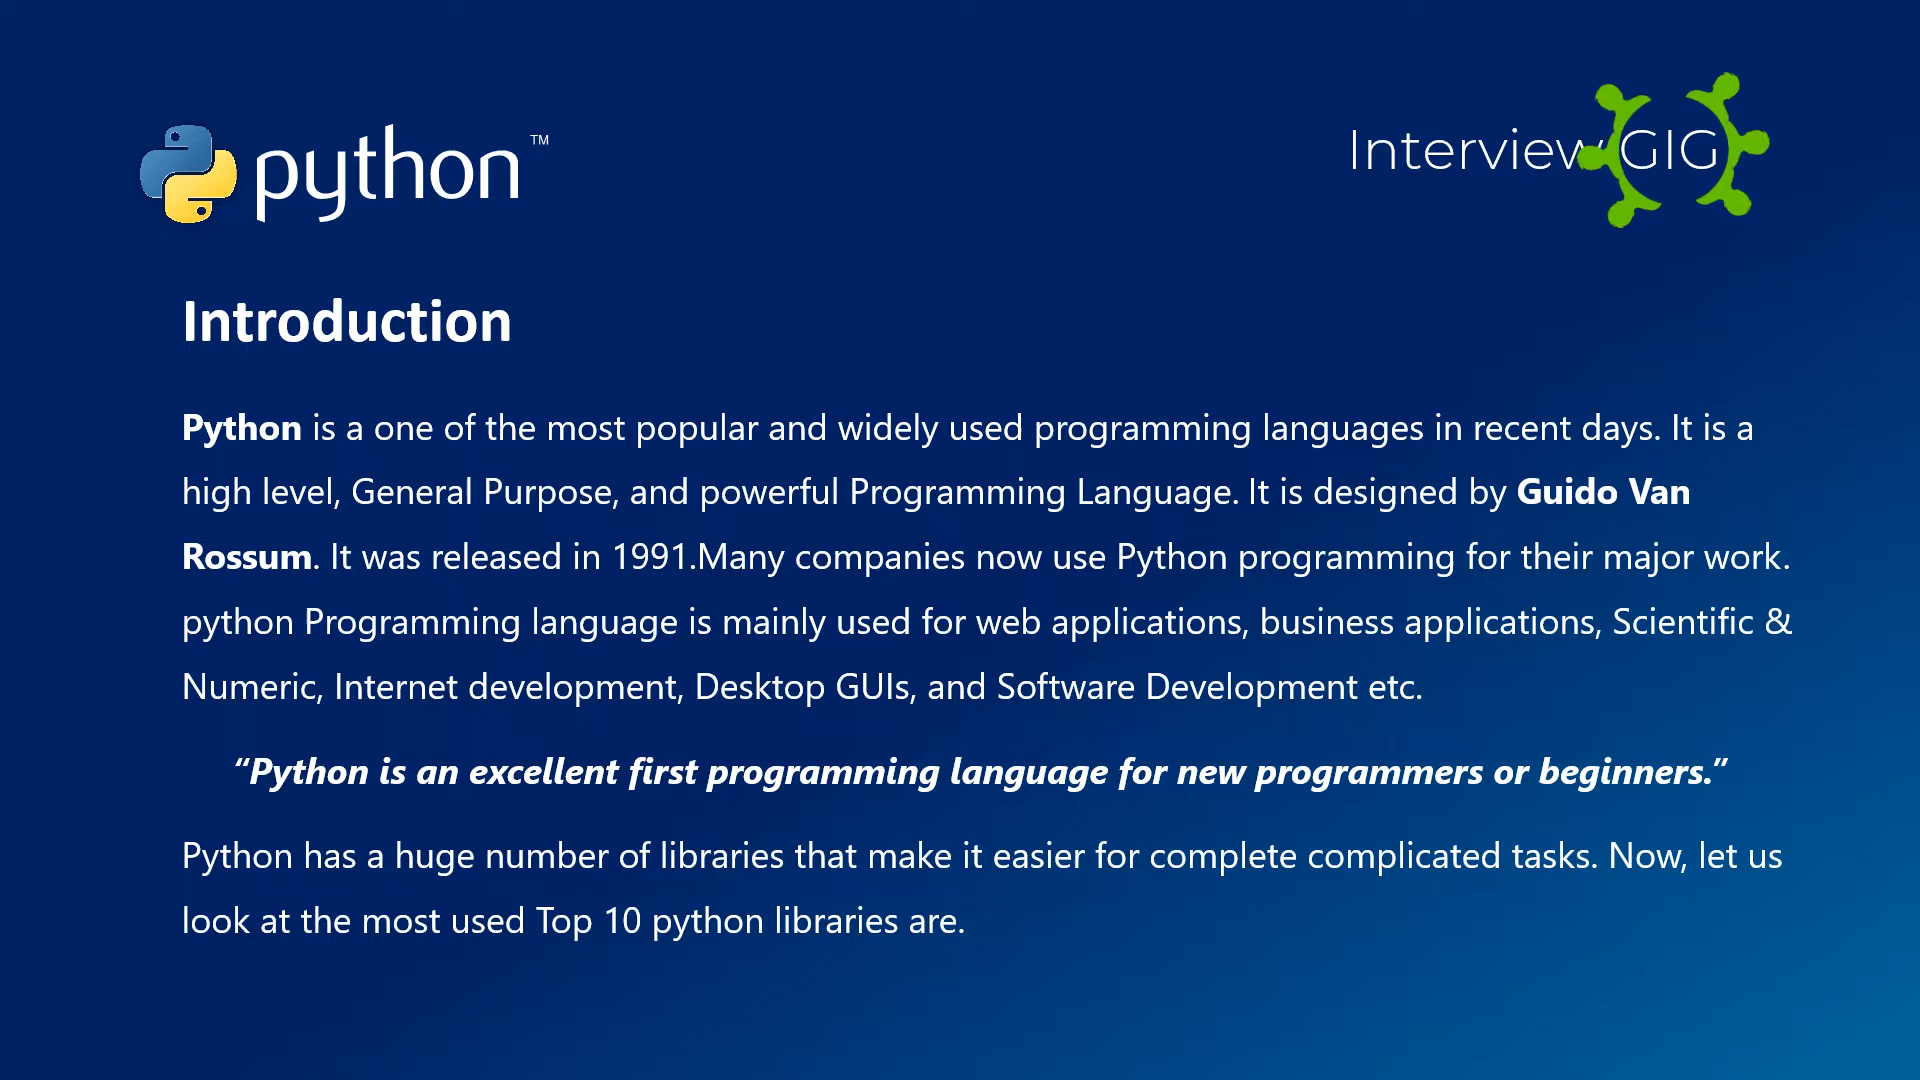 python™
Interview GIG
Introduction
Python is a one of the most popular and widely used programming languages in recent days. It is a
high level, General Purpose, and powerful Programming Language. It is designed by Guido Van
Rossum. It was released in 1991.Many companies now use Python programming for their major work.
python Programming language is mainly used for web applications, business applications, Scientific &
Numeric, Internet development, Desktop GUIs, and Software Development etc.
“Python is an excellent first programming language for new programmers or beginners.”
Python has a huge number of libraries that make it easier for complete complicated tasks. Now, let us
look at the most used Top 10 python libraries are.